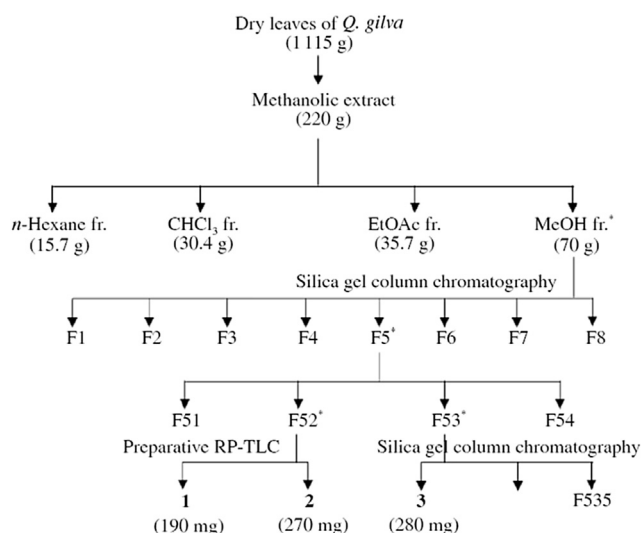 Dry leaves of Q. gilva
(1 115 g)
Methanolic extract
(220 g)
n-Hexane fr. CHCl3 fr. EtOAc fr. MeOH fr.*
(15.7 g) (30.4 g) (35.7 g) (70 g)
Silica gel column chromatography
F1 F2 F3 F4 F5* F6 F7 F8
F51 F52* F53* F54
Preparative RP-TLC Silica gel column chromatography
1 2 3 F535
(190 mg) (270 mg) (280 mg)